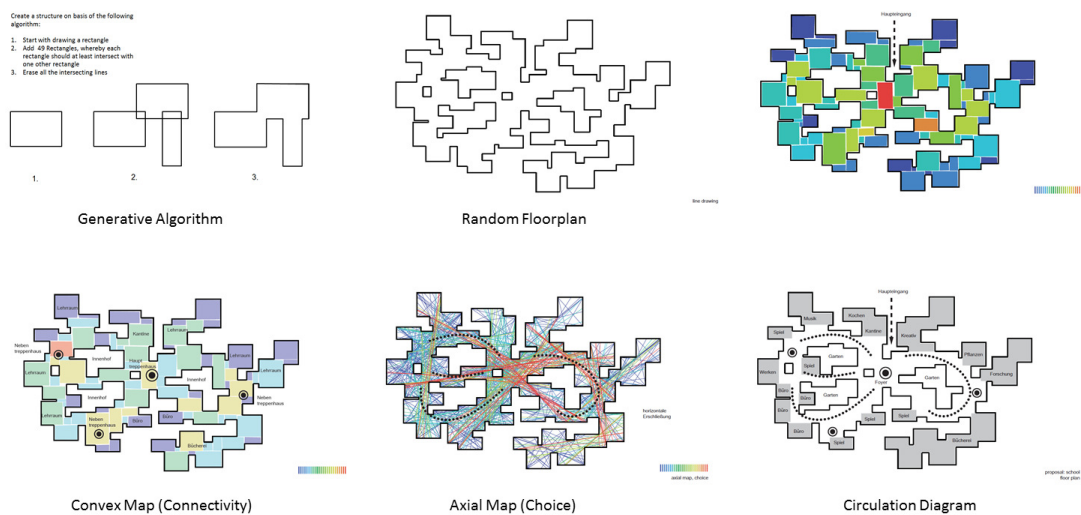 Create a structure on basis of the following
algorithm:
1. Start with drawing a rectangle
2. Add 49 Rectangles, whereby each
rectangle should at least intersect with
one other rectangle
3. Erase all the intersecting lines
1.
2.
3.
Generative Algorithm
line drawing
Random Floorplan
Haupteingang
Lehrraum
Kantine
Lehrraum
Lehrraum
Neben
treppenhaus
Innenhof
Haupt
treppenhaus
Innenhof
Lehrraum
Lehrraum
Innenhof
Neben
treppenhaus
Lehrraum
Neben
treppenhaus
Büro
Büro
Bücherei
Convex Map (Connectivity)
horizontale
Erschließung
axial map, choice
Axial Map (Choice)
Haupteingang
Musik
Kochen
Kantine
Spiel
Kreativ
Garten
Pflanzen
Werken
Spiel
Foyer
Garten
Forschung
Büro
Büro
Garten
Büro
Büro
Spiel
Spiel
Spiel
Bücherei
proposal: school
floor plan
Circulation Diagram